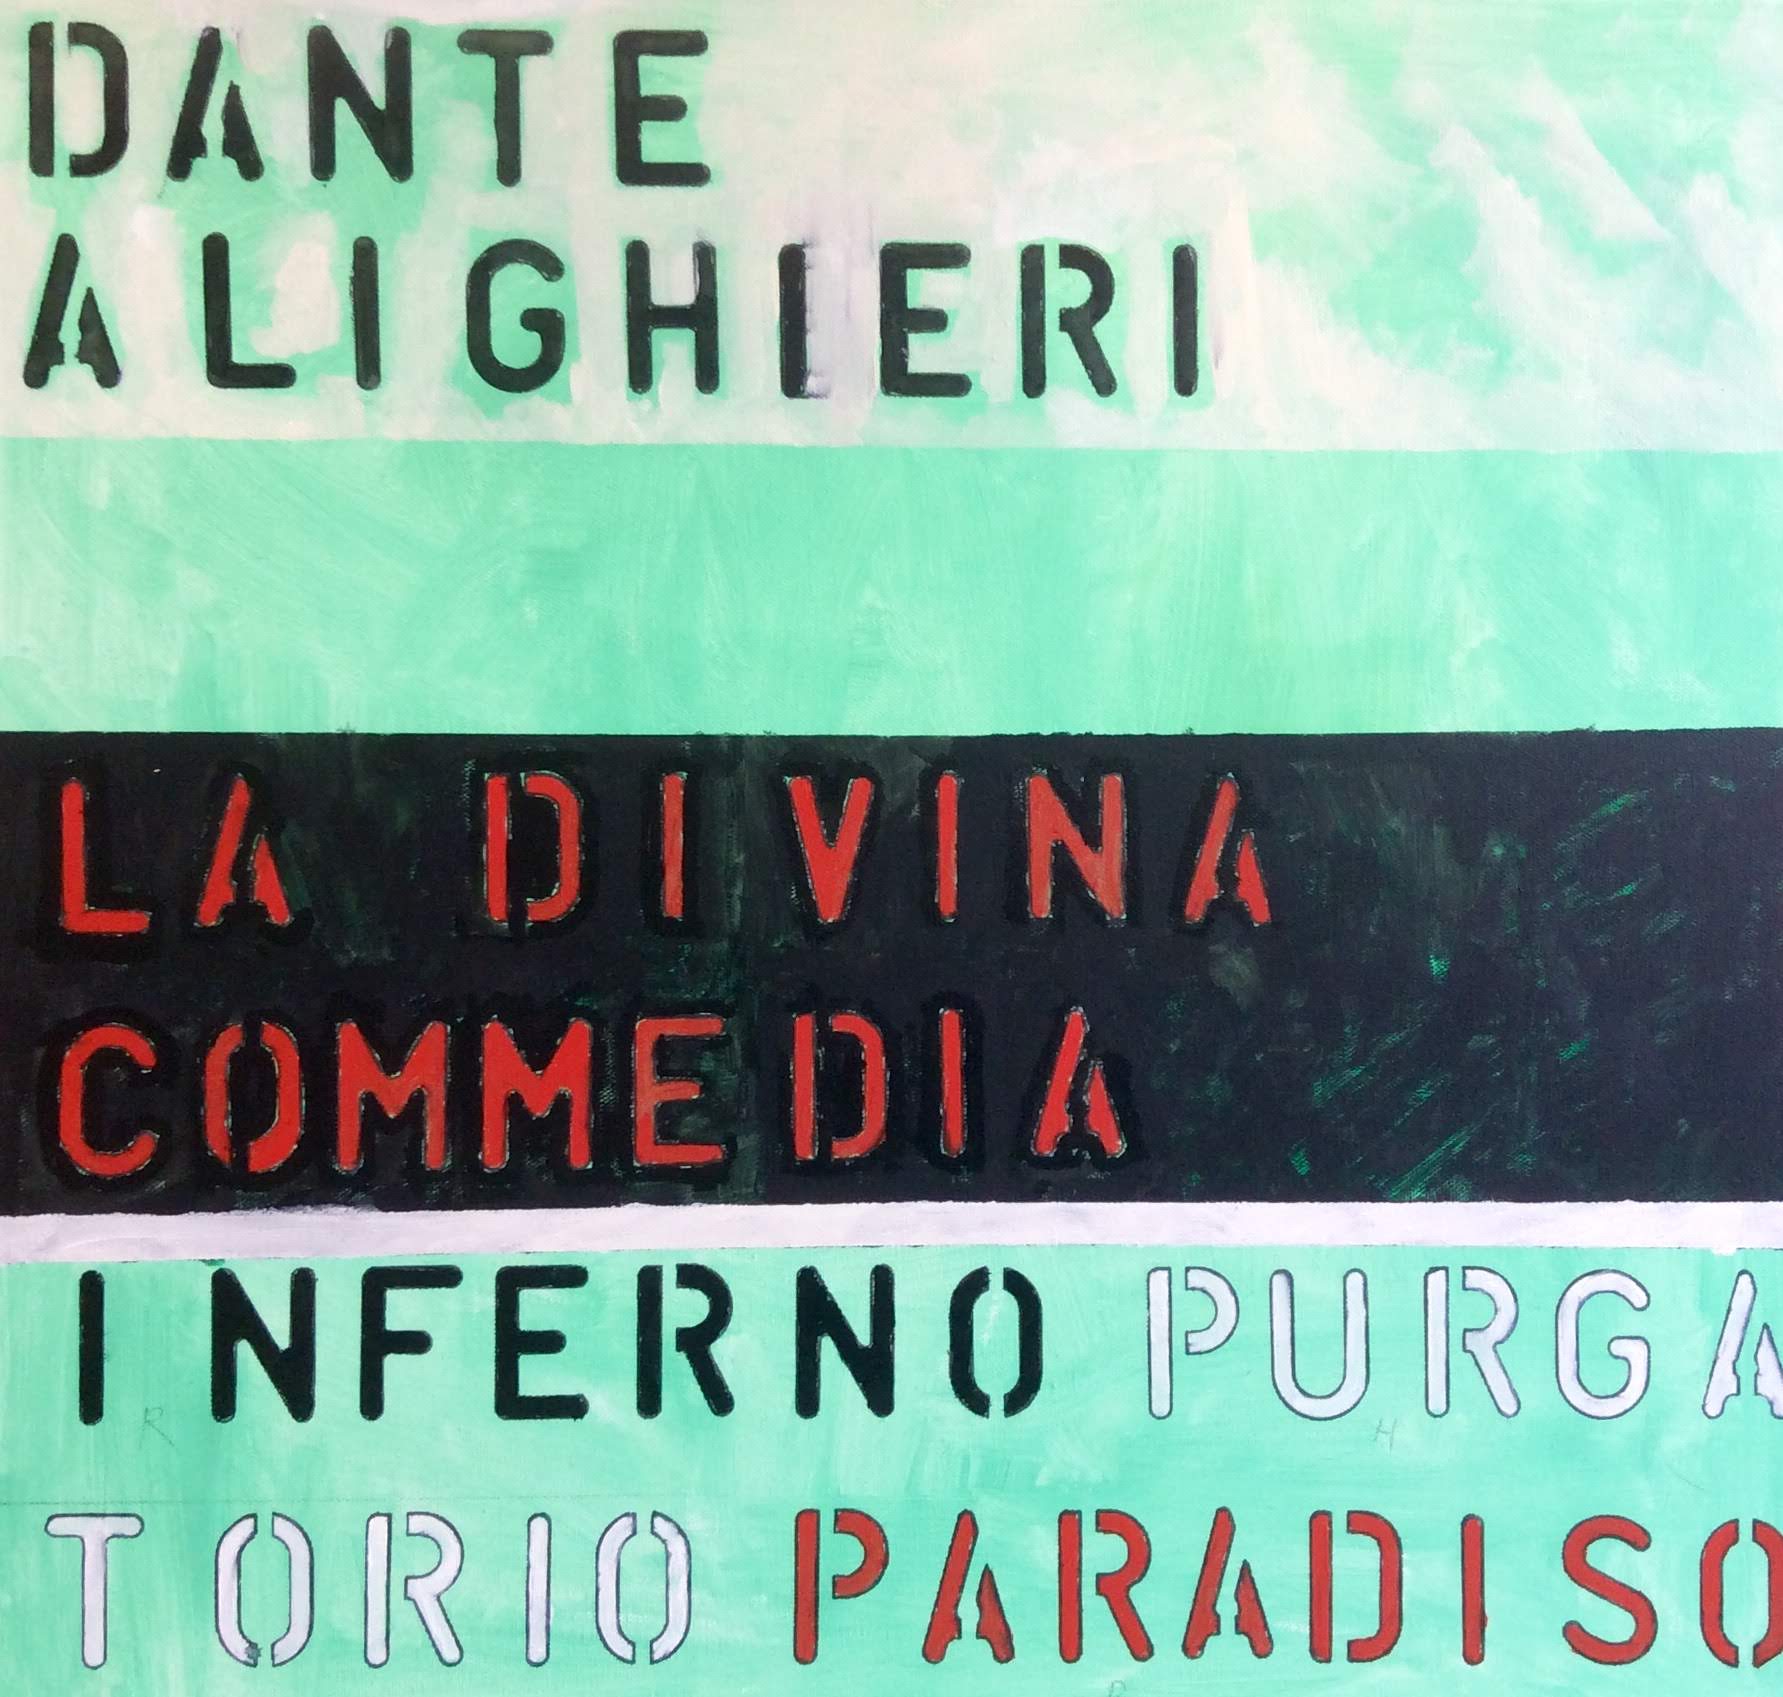 DANTE
ALIGHIERI
LA DIVINA
COMMEDIA
INFERNO PURGA
TORIO PARADISO